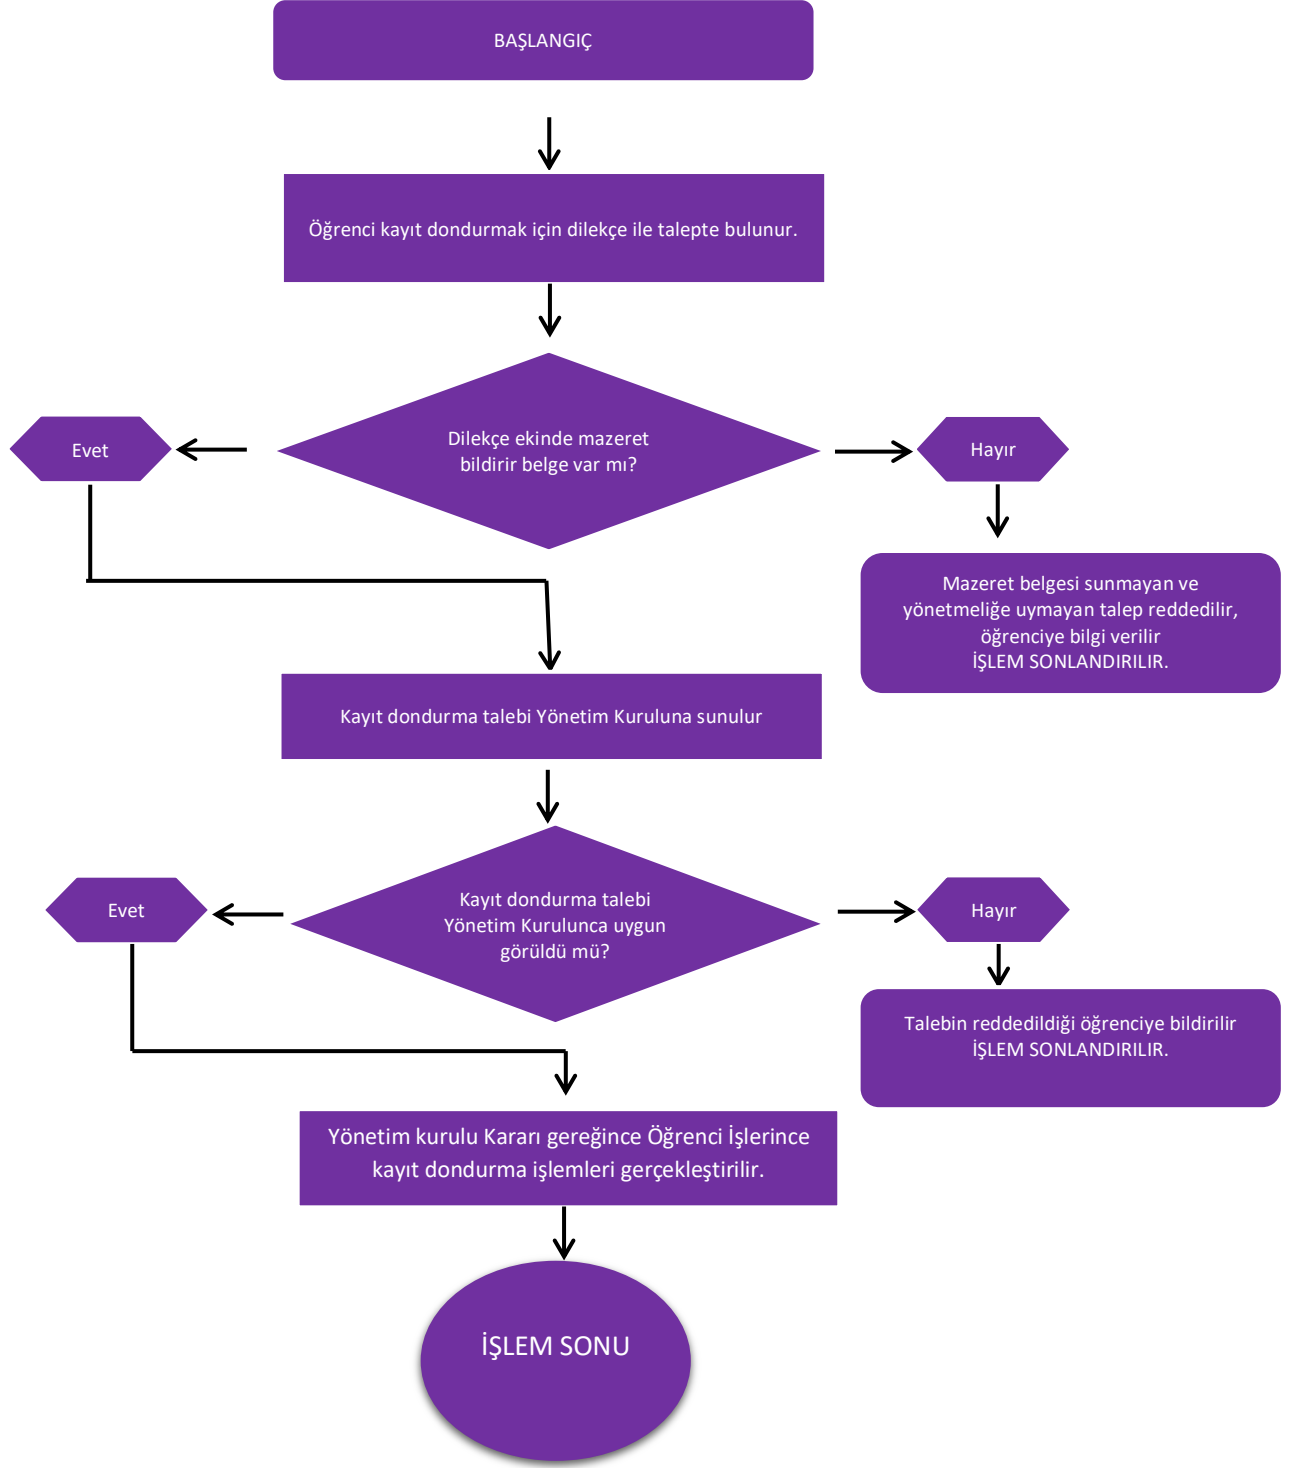 BAŞLANGIÇ
Öğrenci kayıt dondurmak için dilekçe ile talepte bulunur.
Dilekçe ekinde mazeret
bildirir belge var mı?
Evet
Hayır
Mazeret belgesi sunmayan ve
yönetmeliğe uymayan talep reddedilir,
öğrenciye bilgi verilir
İŞLEM SONLANDIRILIR.
Kayıt dondurma talebi Yönetim Kuruluna sunulur
Kayıt dondurma talebi
Yönetim Kurulunca uygun
görüldü mü?
Evet
Hayır
Talebin reddedildiği öğrenciye bildirilir
İŞLEM SONLANDIRILIR.
Yönetim kurulu Kararı gereğince Öğrenci İşlerince
kayıt dondurma işlemleri gerçekleştirilir.
İŞLEM SONU